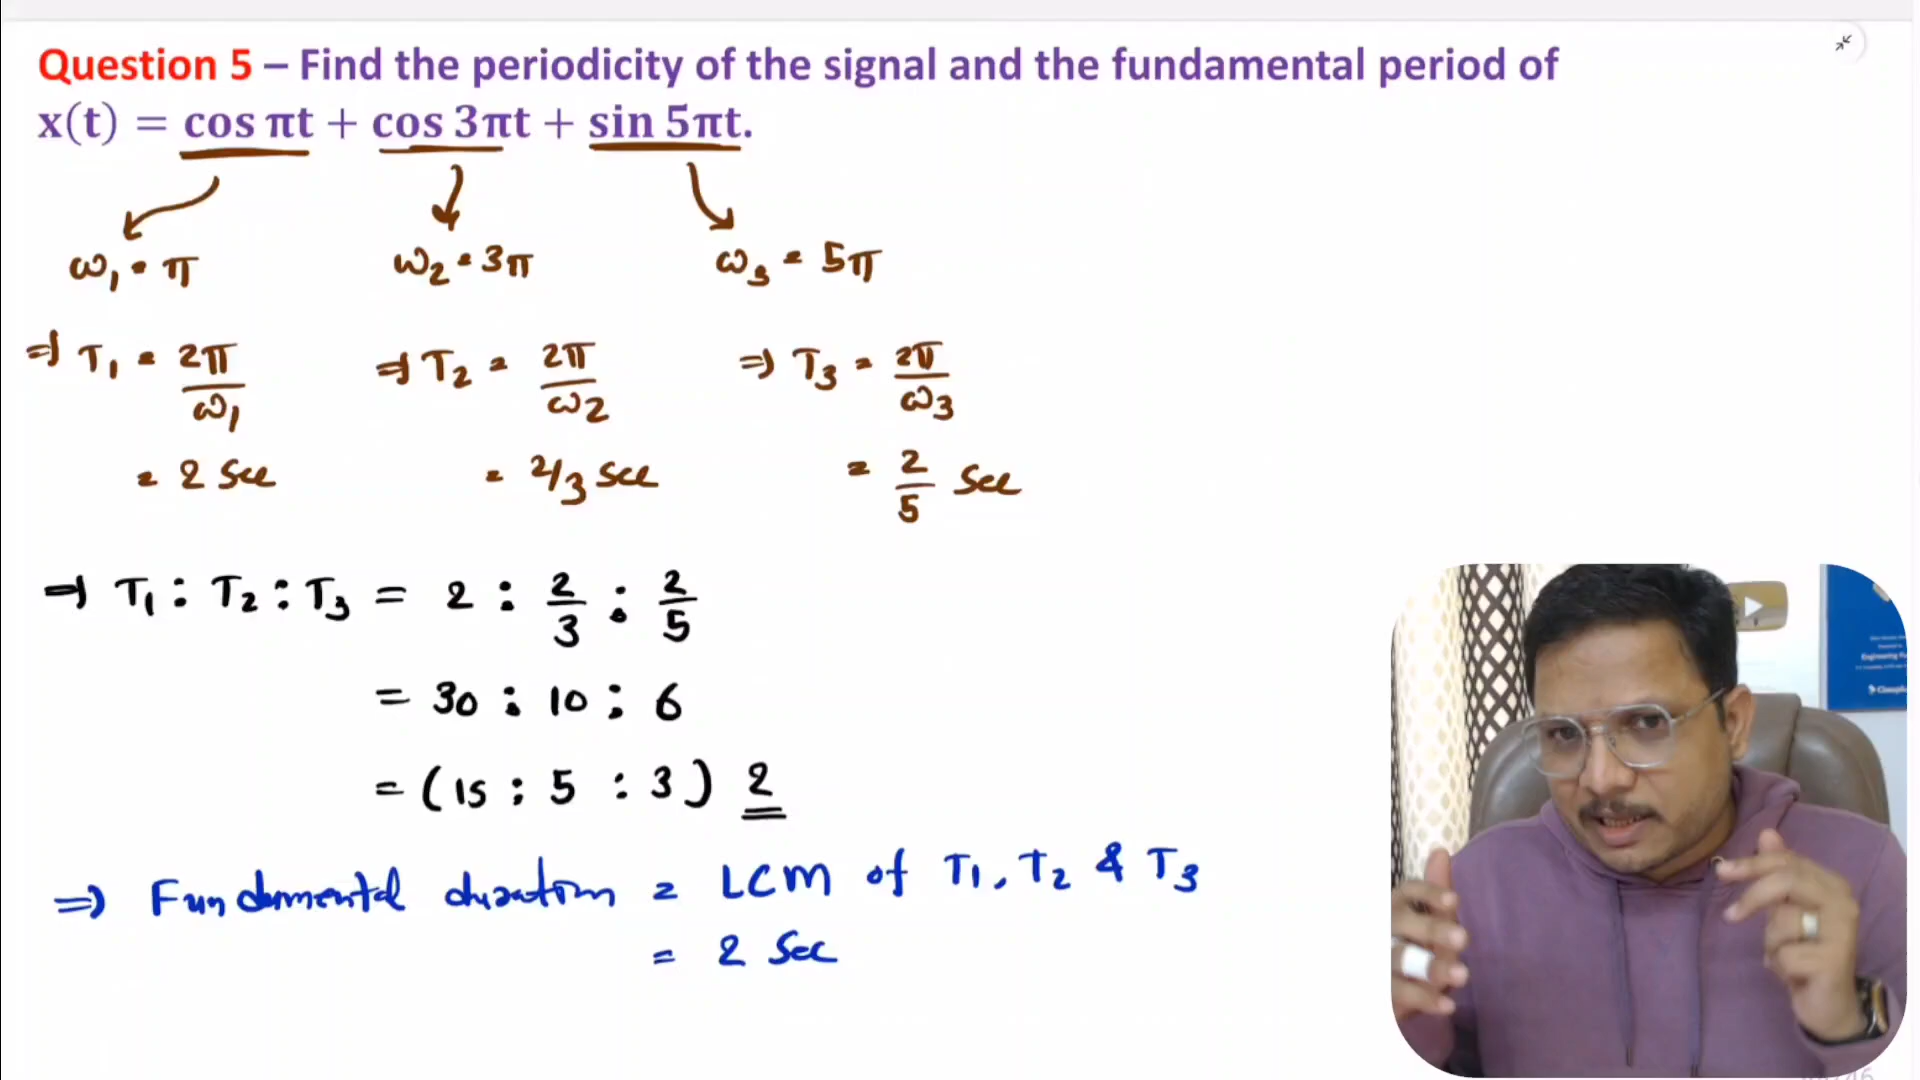 Question 5 – Find the periodicity of the signal and the fundamental period of
x(t) = cos πt + cos 3πt + sin 5πt.
ω₁ = π ω₂ = 3π ω₃ = 5π
⇒ T₁ = 2π/ω₁ ⇒ T₂ = 2π/ω₂ ⇒ T₃ = 2π/ω₃
= 2 Sec = 2/3 Sec = 2/5 Sec
⇒ T₁ : T₂ : T₃ = 2 : 2/3 : 2/5
= 30 : 10 : 6
= (15 : 5 : 3) 2
⇒ Fundamental duration = LCM of T₁, T₂ & T₃
= 2 Sec